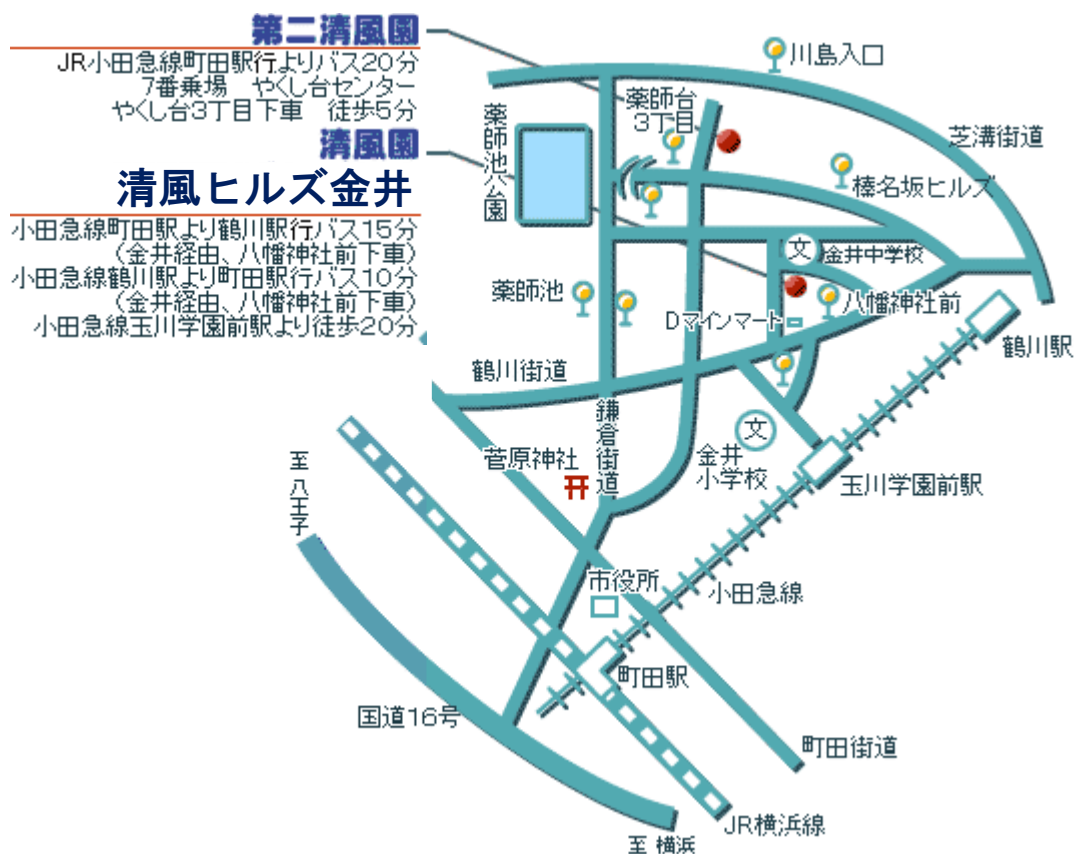 第二清風園
JR小田急線町田駅行よりバス20分
7番乗場　やくし台センター
やくし台3丁目下車　徒歩5分
清風園
清風ヒルズ金井
小田急線町田駅より鶴川駅行バス15分
（金井経由、八幡神社前下車）
小田急線鶴川駅より町田駅行バス10分
（金井経由、八幡神社前下車）
小田急線玉川学園前駅より徒歩20分
川島入口
薬師台
3丁目
芝溝街道
薬師池公園
榛名坂ヒルズ
文
金井中学校
薬師池
八幡神社前
Dマインマート
鶴川駅
鶴川街道
鎌倉街道
文
金井
小学校
菅原神社
玉川学園前駅
至 八王子
市役所
小田急線
町田駅
国道16号
町田街道
JR横浜線
至 横浜